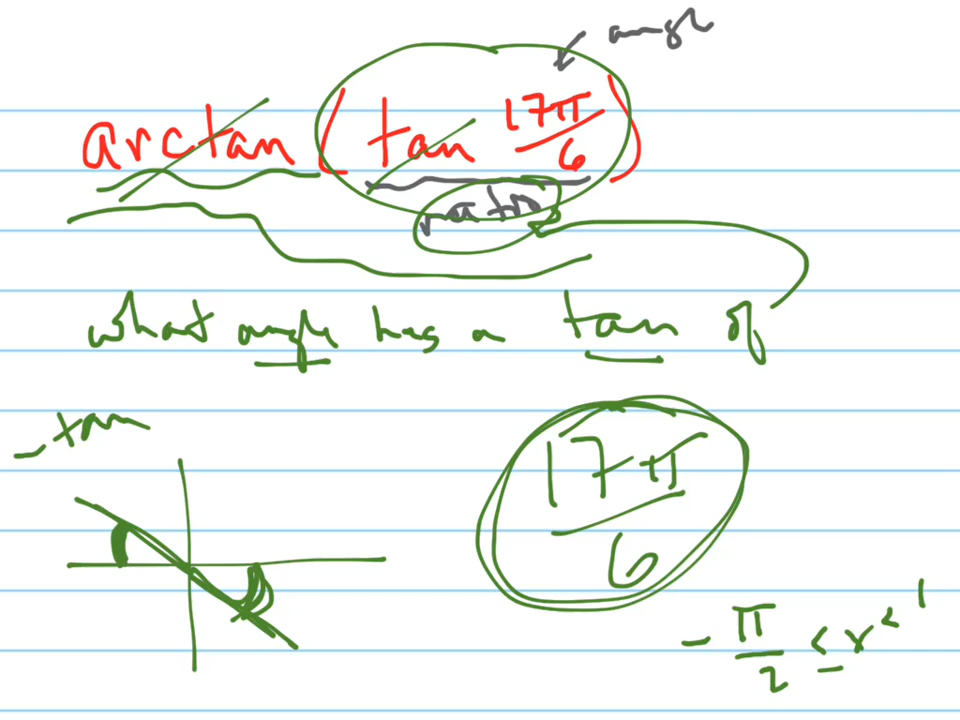 angle
arctan ( tan 17π/6 )
ratio
what angle has a tan of
- tan
17π/6
- π/2 ≤ x <